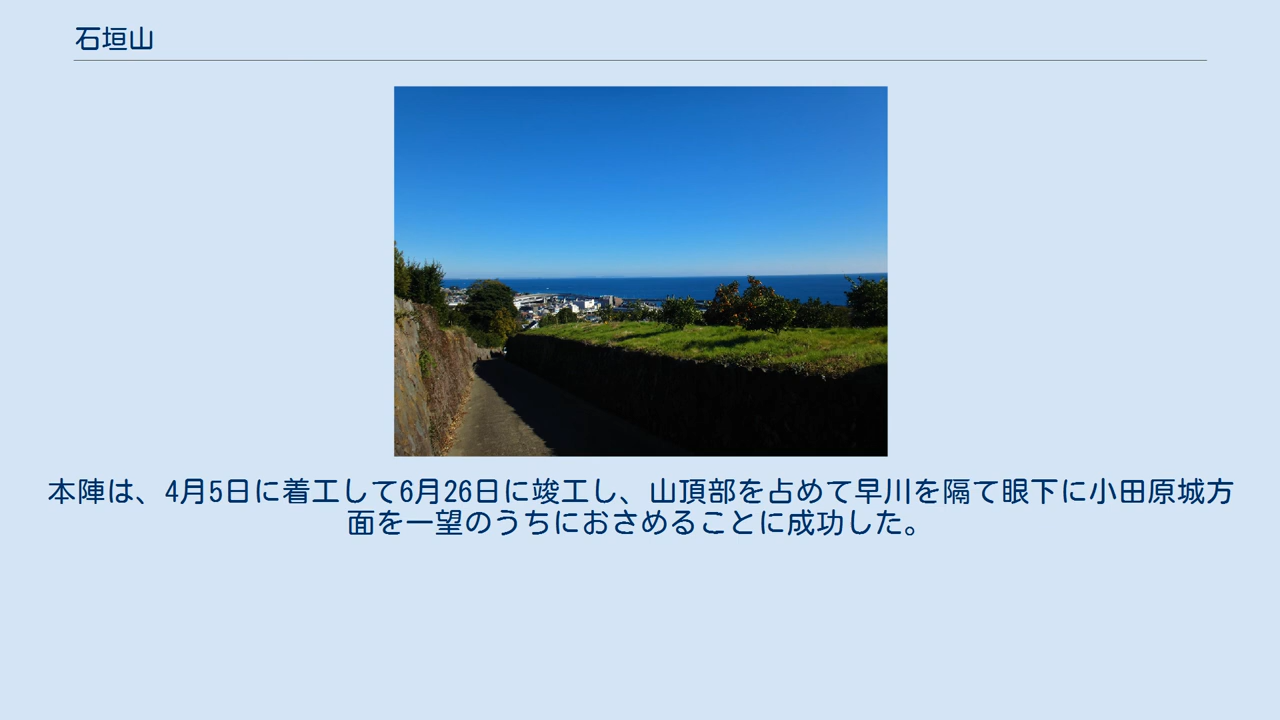 石垣山
本陣は、4月5日に着工して6月26日に竣工し、山頂部を占めて早川を隔て眼下に小田原城方
面を一望のうちにおさめることに成功した。